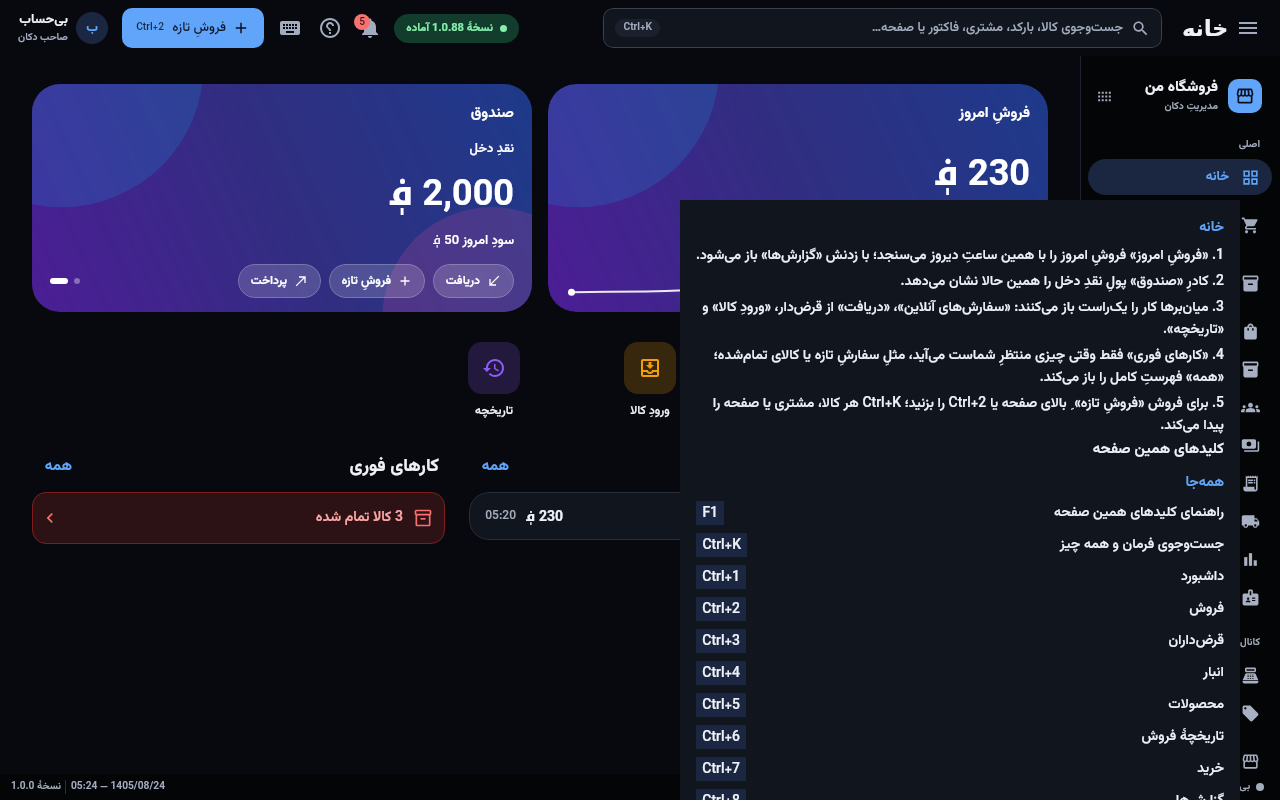 خانه
جست‌وجوی کالا، بارکد، مشتری، فاکتور یا صفحه…
Ctrl+K
نسخهٔ 1.0.88 آماده
5
فروشِ تازه Ctrl+2
ب
بی‌حساب
صاحب دکان
فروشگاه من
مدیریتِ دکان
اصلی
خانه
فروشِ امروز
230 ؋
صندوق
نقدِ دخل
2,000 ؋
سودِ امروز 50 ؋
دریافت
فروشِ تازه
پرداخت
ورودِ کالا
تاریخچه
همه
230 ؋
05:20
کارهای فوری
همه
3 کالا تمام شده
خانه
1. «فروشِ امروز» فروشِ امروز را با همین ساعتِ دیروز می‌سنجد؛ با زدنش «گزارش‌ها» باز می‌شود.
2. کادرِ «صندوق» پولِ نقدِ دخل را همین حالا نشان می‌دهد.
3. میان‌برها کار را یک‌راست باز می‌کنند: «سفارش‌های آنلاین»، «دریافت» از قرض‌دار، «ورودِ کالا» و
«تاریخچه».
4. «کارهای فوری» فقط وقتی چیزی منتظرِ شماست می‌آید، مثلِ سفارشِ تازه یا کالای تمام‌شده؛
«همه» فهرستِ کامل را باز می‌کند.
5. برای فروش «فروشِ تازه»ِ بالای صفحه یا Ctrl+2 را بزنید؛ Ctrl+K هر کالا، مشتری یا صفحه را
پیدا می‌کند.
کلیدهای همین صفحه
همه‌جا
راهنمای کلیدهای همین صفحه F1
جست‌وجوی فرمان و همه چیز Ctrl+K
داشبورد Ctrl+1
فروش Ctrl+2
قرض‌داران Ctrl+3
انبار Ctrl+4
محصولات Ctrl+5
تاریخچهٔ فروش Ctrl+6
خرید Ctrl+7
گزارش‌ها Ctrl+8
کانال
بی
1405/08/24 — 05:24
نسخهٔ 1.0.0